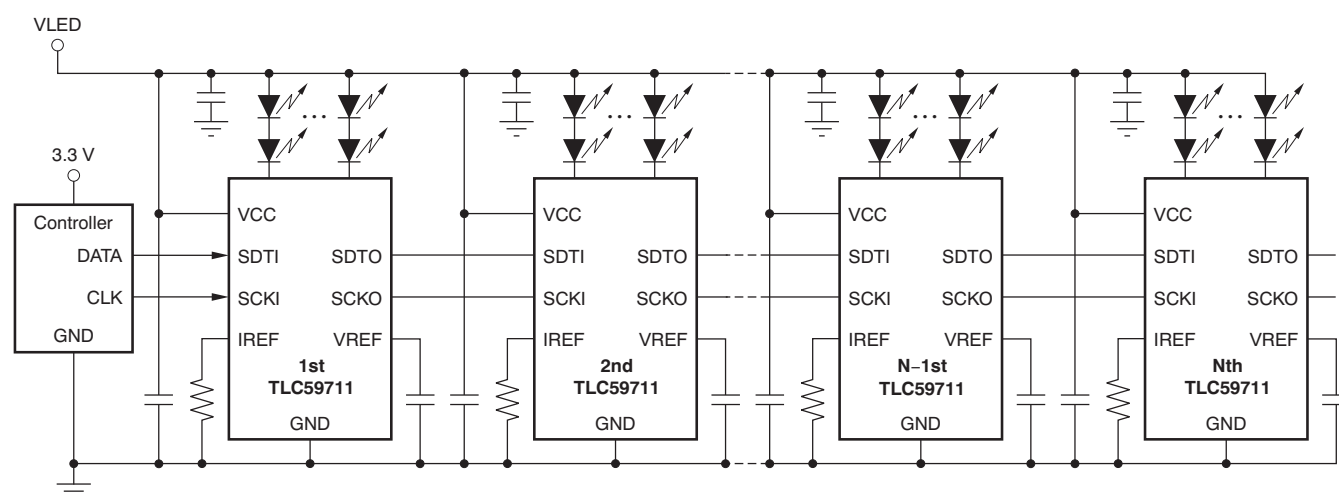 VLED
3.3 V
Controller
DATA
CLK
GND
VCC
SDTI SDTO
SCKI SCKO
IREF VREF
1st
TLC59711
GND
...
VCC
SDTI SDTO
SCKI SCKO
IREF VREF
2nd
TLC59711
GND
...
VCC
SDTI SDTO
SCKI SCKO
IREF VREF
N−1st
TLC59711
GND
...
VCC
SDTI SDTO
SCKI SCKO
IREF VREF
Nth
TLC59711
GND
...